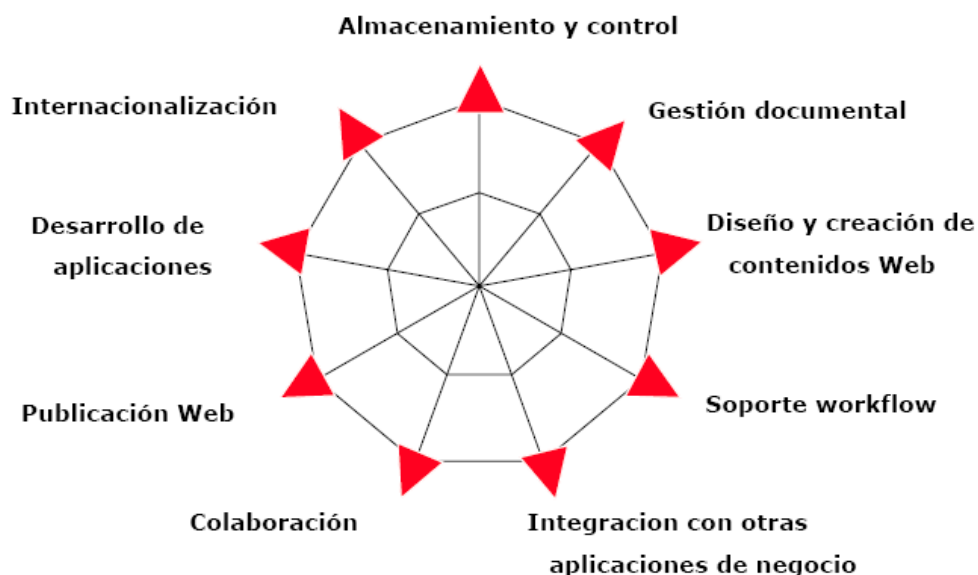 Almacenamiento y control
Internacionalización
Gestión documental
Desarrollo de
aplicaciones
Diseño y creación de
contenidos Web
Publicación Web
Soporte workflow
Colaboración
Integracion con otras
aplicaciones de negocio